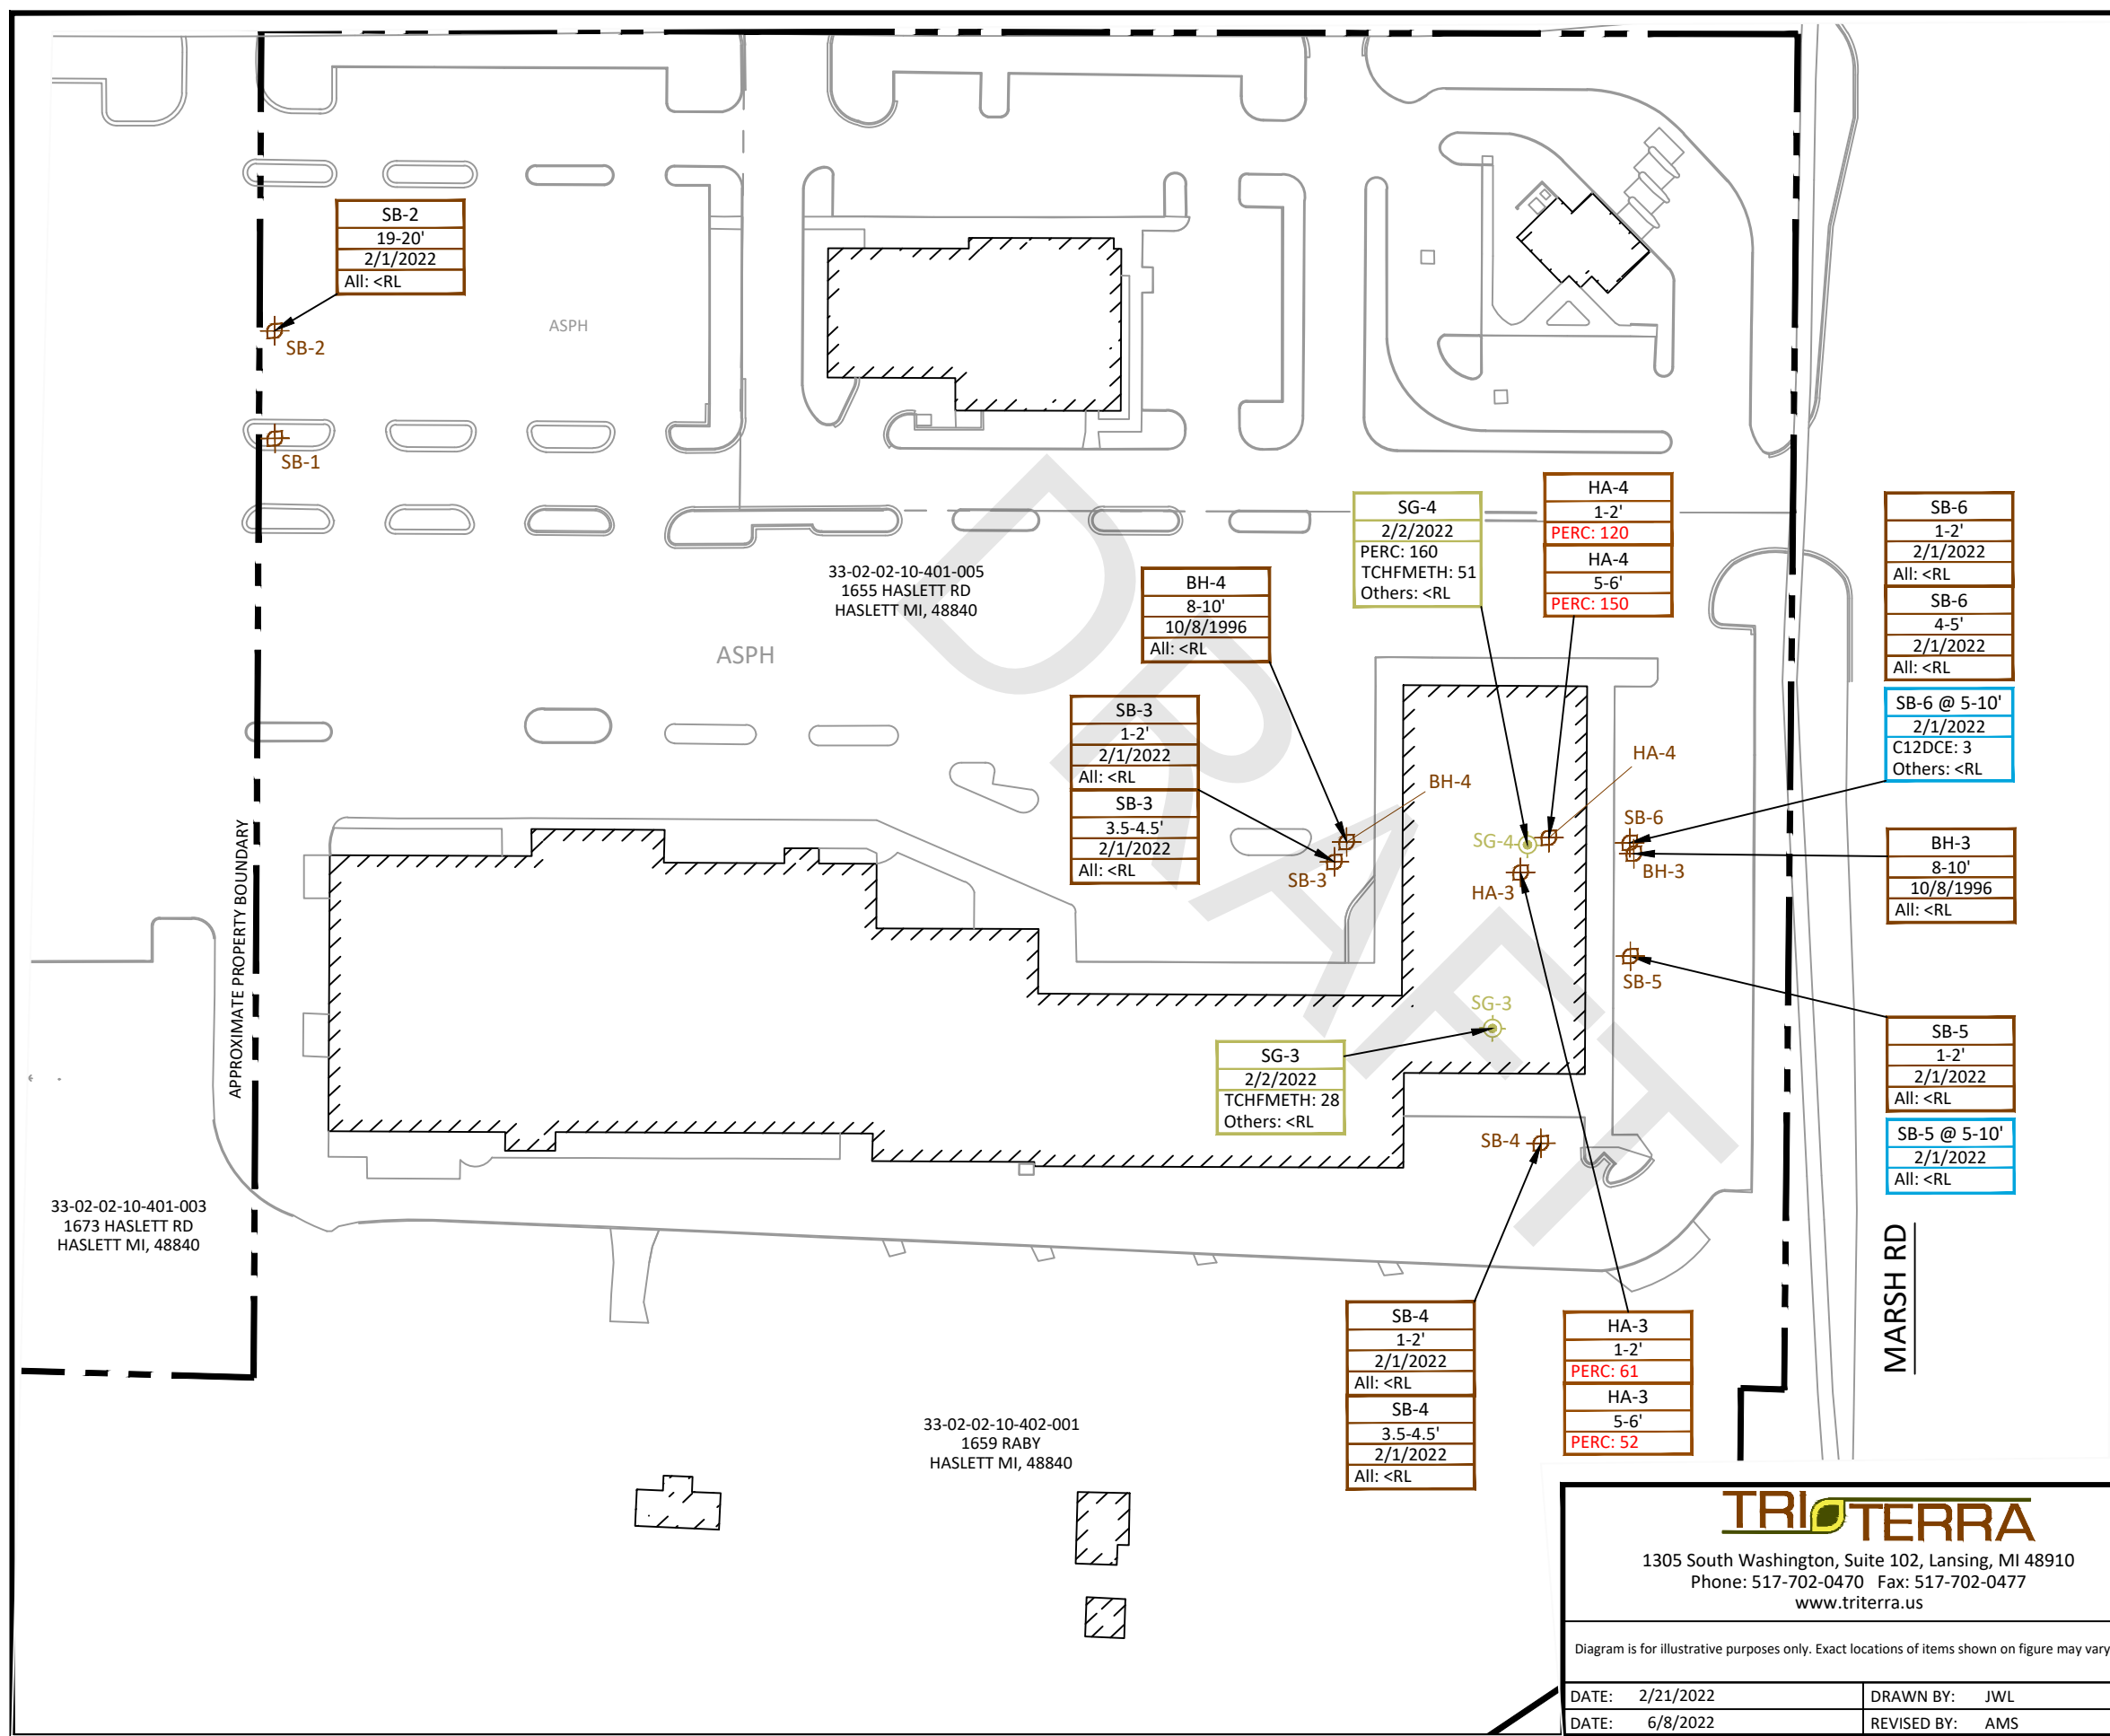 SB-2
19-20'
2/1/2022
All: <RL
SB-2
ASPH
SB-1
33-02-02-10-401-005
1655 HASLETT RD
HASLETT MI, 48840
ASPH
BH-4
8-10'
10/8/1996
All: <RL
SG-4
2/2/2022
PERC: 160
TCHFMETH: 51
Others: <RL
HA-4
1-2'
PERC: 120
HA-4
5-6'
PERC: 150
SB-6
1-2'
2/1/2022
All: <RL
SB-6
4-5'
2/1/2022
All: <RL
SB-6 @ 5-10'
2/1/2022
C12DCE: 3
Others: <RL
SB-3
1-2'
2/1/2022
All: <RL
SB-3
3.5-4.5'
2/1/2022
All: <RL
BH-4
SB-3
HA-4
SG-4
HA-3
SB-6
BH-3
BH-3
8-10'
10/8/1996
All: <RL
SB-5
SG-3
SG-3
2/2/2022
TCHFMETH: 28
Others: <RL
SB-5
1-2'
2/1/2022
All: <RL
SB-5 @ 5-10'
2/1/2022
All: <RL
SB-4
APPROXIMATE PROPERTY BOUNDARY
DRAFT
33-02-02-10-401-003
1673 HASLETT RD
HASLETT MI, 48840
MARSH RD
SB-4
1-2'
2/1/2022
All: <RL
SB-4
3.5-4.5'
2/1/2022
All: <RL
HA-3
1-2'
PERC: 61
HA-3
5-6'
PERC: 52
33-02-02-10-402-001
1659 RABY
HASLETT MI, 48840
TRITERRA
1305 South Washington, Suite 102, Lansing, MI 48910
Phone: 517-702-0470 Fax: 517-702-0477
www.triterra.us
Diagram is for illustrative purposes only. Exact locations of items shown on figure may vary
DATE: 2/21/2022 DRAWN BY: JWL
DATE: 6/8/2022 REVISED BY: AMS